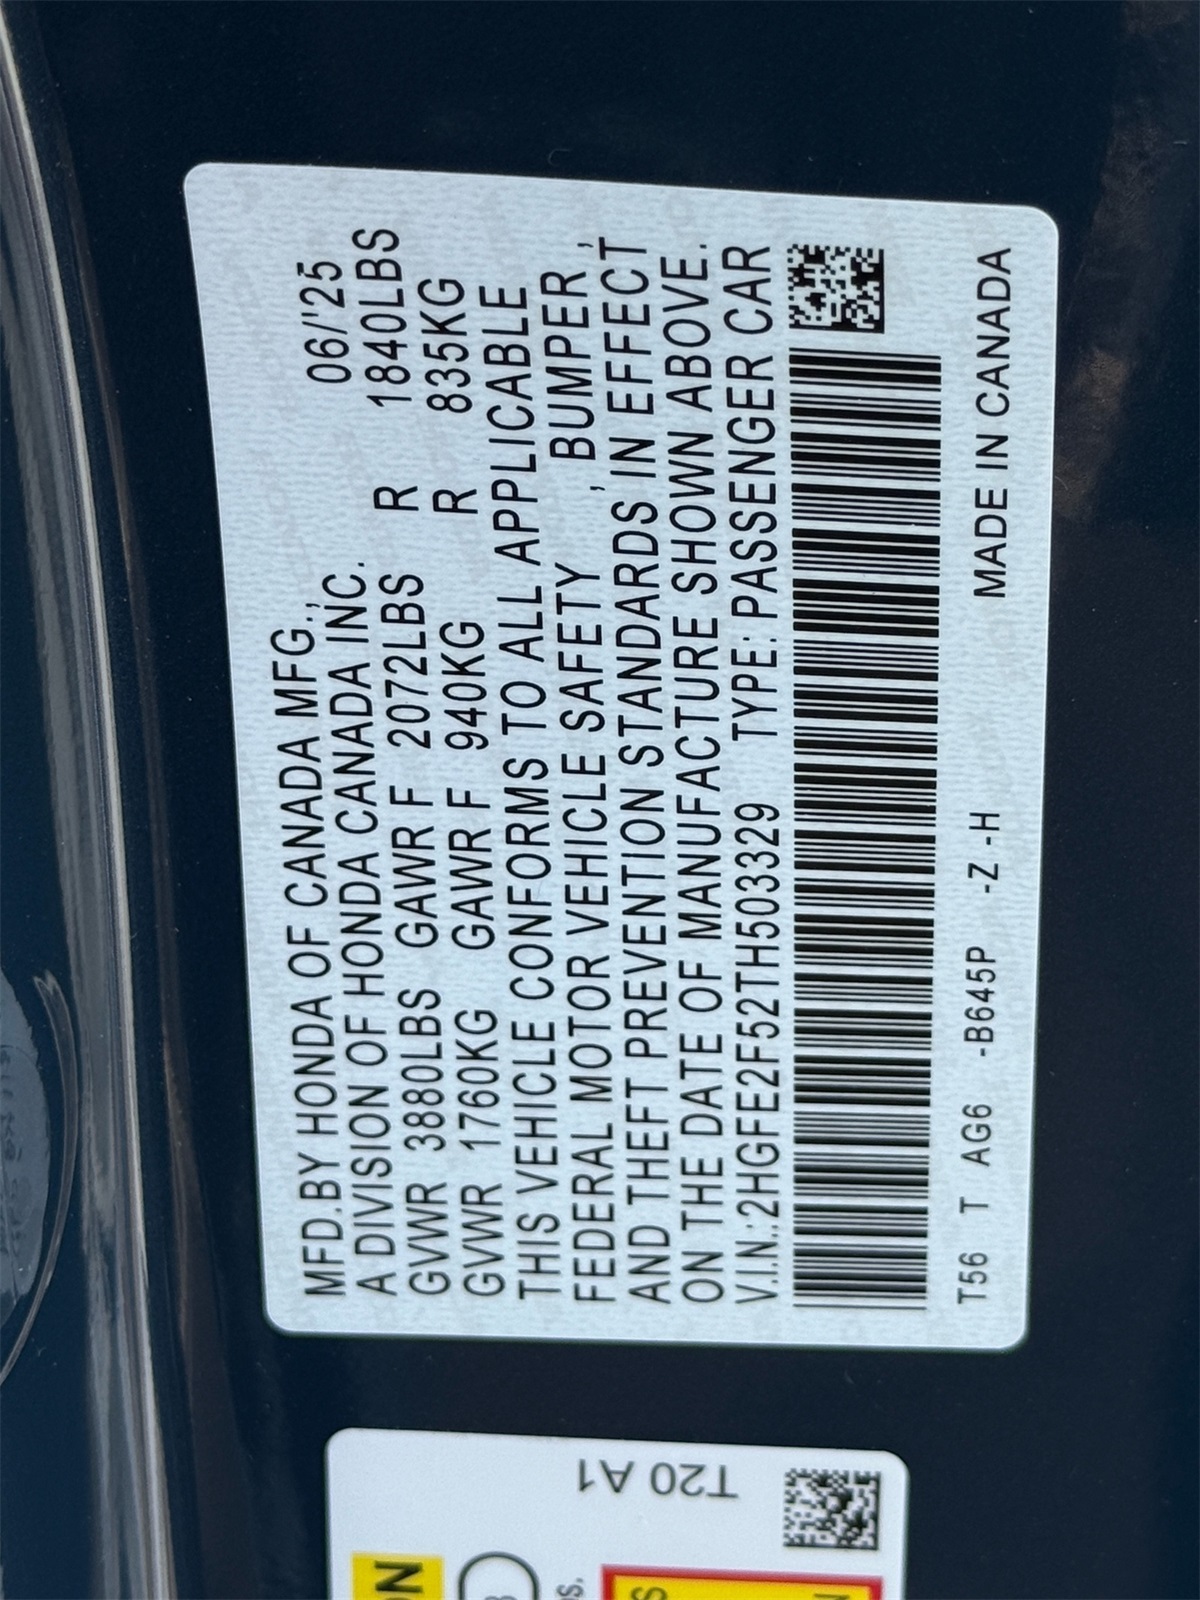 MFD.BY HONDA OF CANADA MFG., 06/'25
A DIVISION OF HONDA CANADA INC.
GVWR 3880LBS GAWR F 2072LBS R 1840LBS
GVWR 1760KG GAWR F 940KG R 835KG
THIS VEHICLE CONFORMS TO ALL APPLICABLE
FEDERAL MOTOR VEHICLE SAFETY, BUMPER,
AND THEFT PREVENTION STANDARDS IN EFFECT
ON THE DATE OF MANUFACTURE SHOWN ABOVE.
V.I.N.:2HGFE2F52TH503329 TYPE: PASSENGER CAR
T56 T AG6 -B645P -Z -H MADE IN CANADA
T20 A1